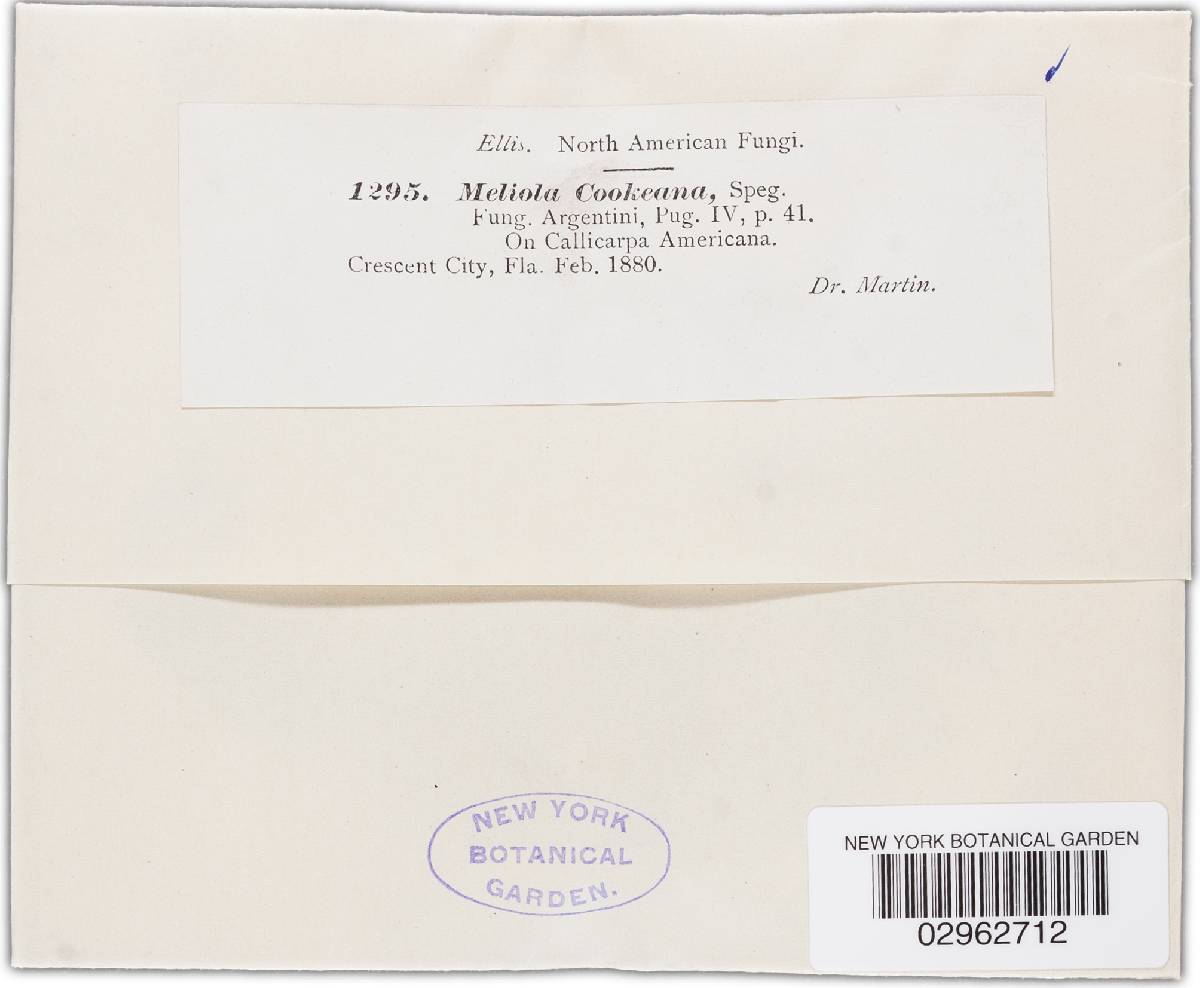 Ellis. North American Fungi.
1295. Meliola Cookeana, Speg.
Fung. Argentini, Pug. IV, p. 41.
On Callicarpa Americana.
Crescent City, Fla. Feb. 1880.
Dr. Martin.
NEW YORK
BOTANICAL
GARDEN.
NEW YORK BOTANICAL GARDEN
02962712